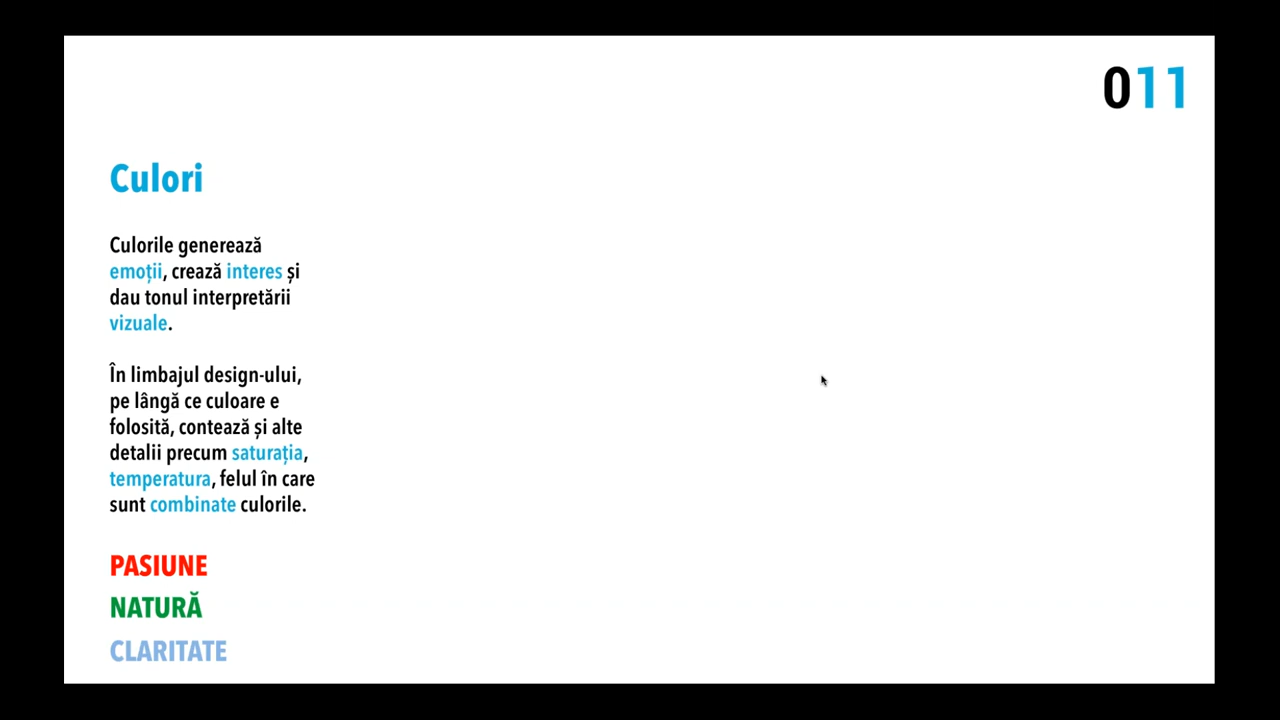 011
Culori
Culorile generează
emoții, crează interes și
dau tonul interpretării
vizuale.
În limbajul design-ului,
pe lângă ce culoare e
folosită, contează și alte
detalii precum saturația,
temperatura, felul în care
sunt combinate culorile.
PASIUNE
NATURĂ
CLARITATE